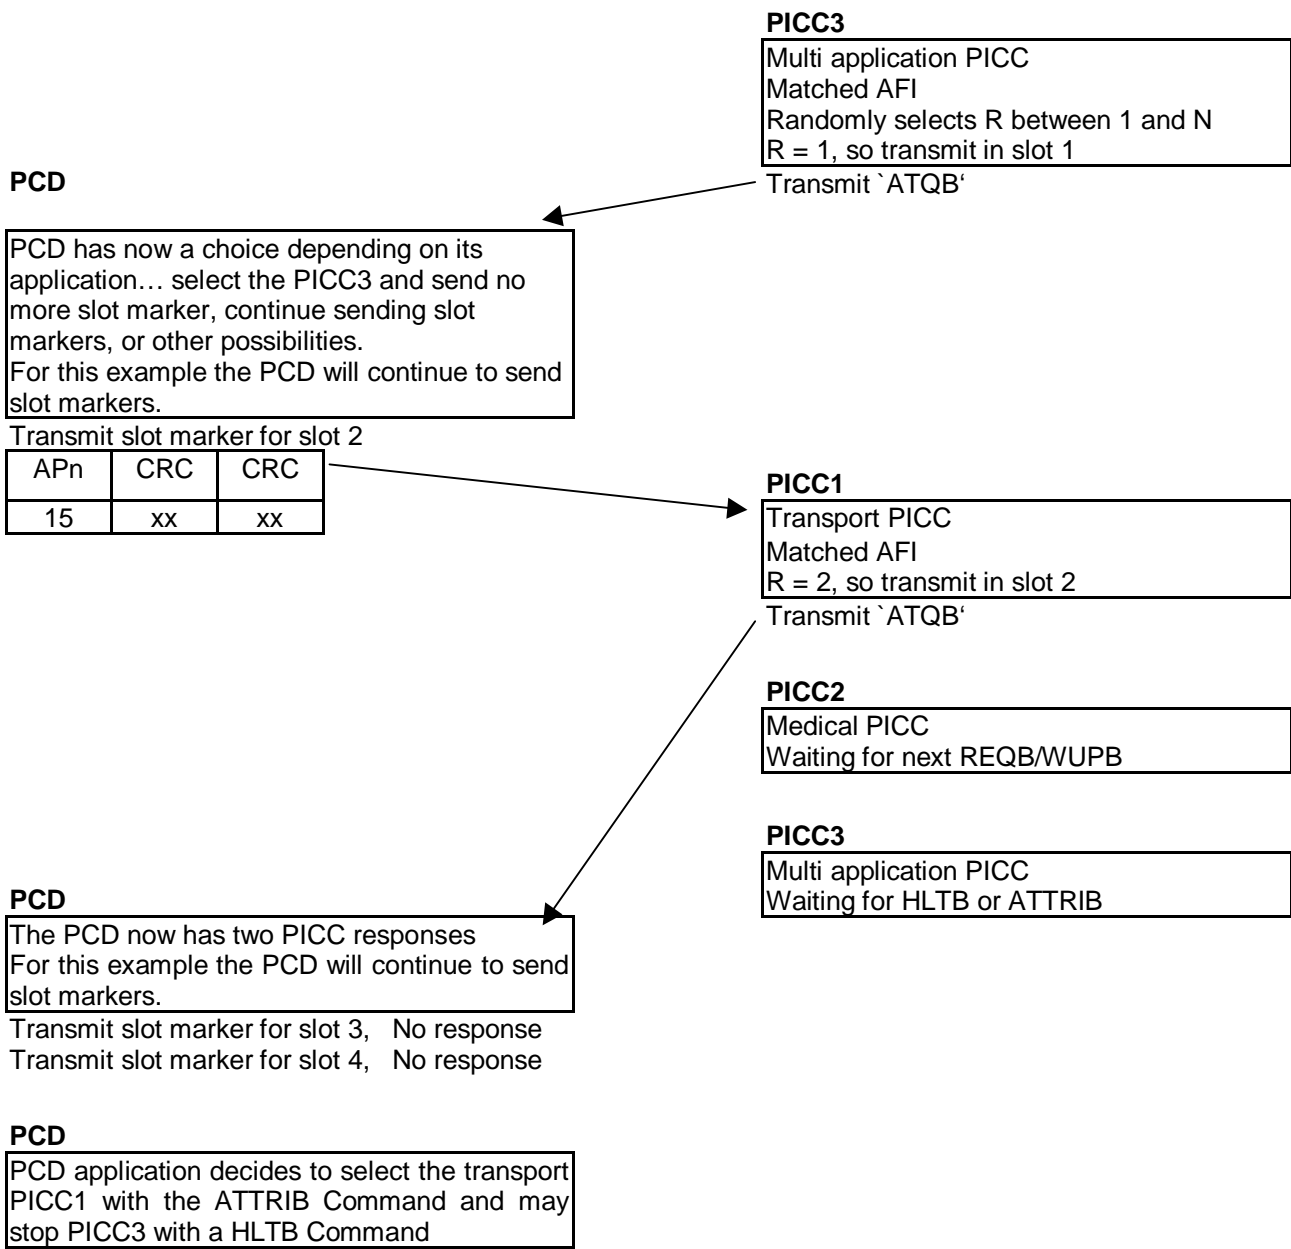 PICC3
Multi application PICC
Matched AFI
Randomly selects R between 1 and N
R = 1, so transmit in slot 1
Transmit `ATQB‘
PCD
PCD has now a choice depending on its
application… select the PICC3 and send no
more slot marker, continue sending slot
markers, or other possibilities.
For this example the PCD will continue to send
slot markers.
Transmit slot marker for slot 2
APn CRC CRC
15 xx xx
PICC1
Transport PICC
Matched AFI
R = 2, so transmit in slot 2
Transmit `ATQB‘
PICC2
Medical PICC
Waiting for next REQB/WUPB
PICC3
Multi application PICC
Waiting for HLTB or ATTRIB
PCD
The PCD now has two PICC responses
For this example the PCD will continue to send
slot markers.
Transmit slot marker for slot 3, No response
Transmit slot marker for slot 4, No response
PCD
PCD application decides to select the transport
PICC1 with the ATTRIB Command and may
stop PICC3 with a HLTB Command